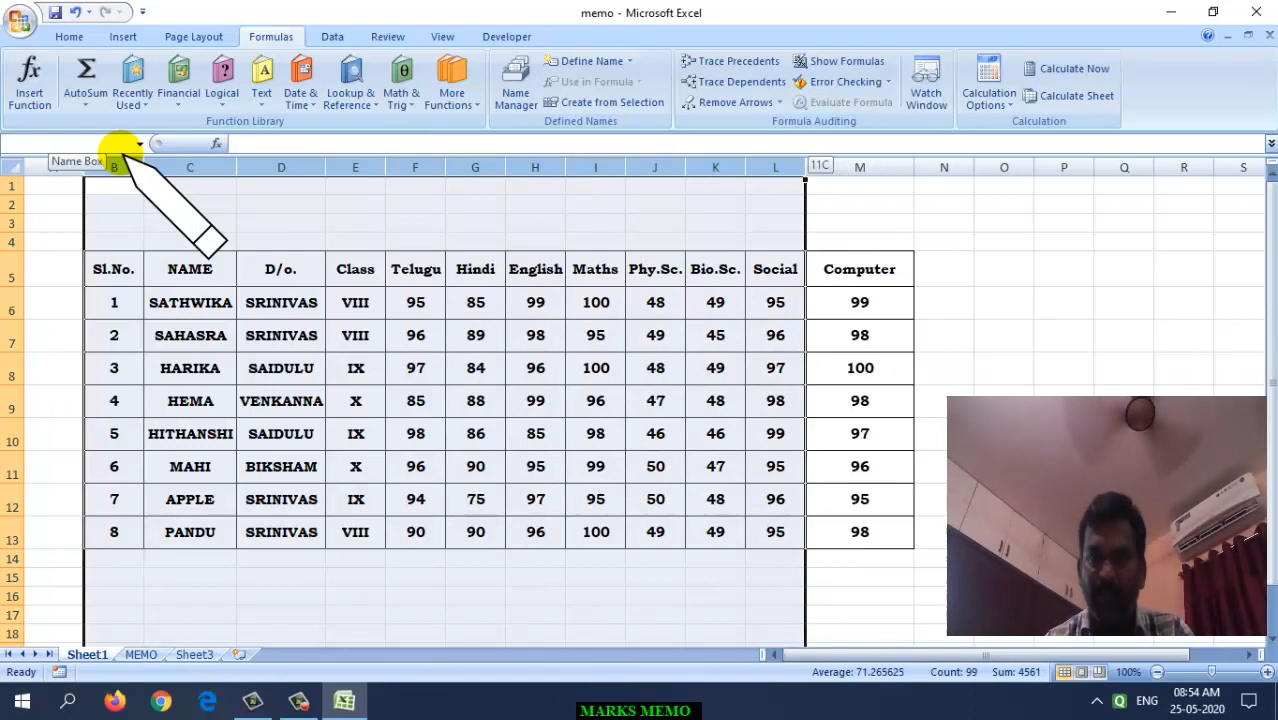 memo - Microsoft Excel
Home Insert Page Layout Formulas Data Review View Developer
Insert Function
AutoSum
Recently Used
Financial
Logical
Text
Date & Time
Lookup & Reference
Math & Trig
More Functions
Function Library
Name Manager
Define Name
Use in Formula
Create from Selection
Defined Names
Trace Precedents
Trace Dependents
Remove Arrows
Show Formulas
Error Checking
Evaluate Formula
Formula Auditing
Watch Window
Calculation Options
Calculate Now
Calculate Sheet
Calculation
fx
Name Box
11C
B C D E F G H I J K L M N O P Q R S
1
2
3
4
5 Sl.No. NAME D/o. Class Telugu Hindi English Maths Phy.Sc. Bio.Sc. Social Computer
6 1 SATHWIKA SRINIVAS VIII 95 85 99 100 48 49 95 99
7 2 SAHASRA SRINIVAS VIII 96 89 98 95 49 45 96 98
8 3 HARIKA SAIDULU IX 97 84 96 100 48 49 97 100
9 4 HEMA VENKANNA X 85 88 99 96 47 48 98 98
10 5 HITHANSHI SAIDULU IX 98 86 85 98 46 46 99 97
11 6 MAHI BIKSHAM X 96 90 95 99 50 47 95 96
12 7 APPLE SRINIVAS IX 94 75 97 95 50 48 96 95
13 8 PANDU SRINIVAS VIII 90 90 96 100 49 49 95 98
14
15
16
17
18
Sheet1 MEMO Sheet3
Ready Average: 71.265625 Count: 99 Sum: 4561 100%
ENG 08:54 AM
25-05-2020
MARKS MEMO